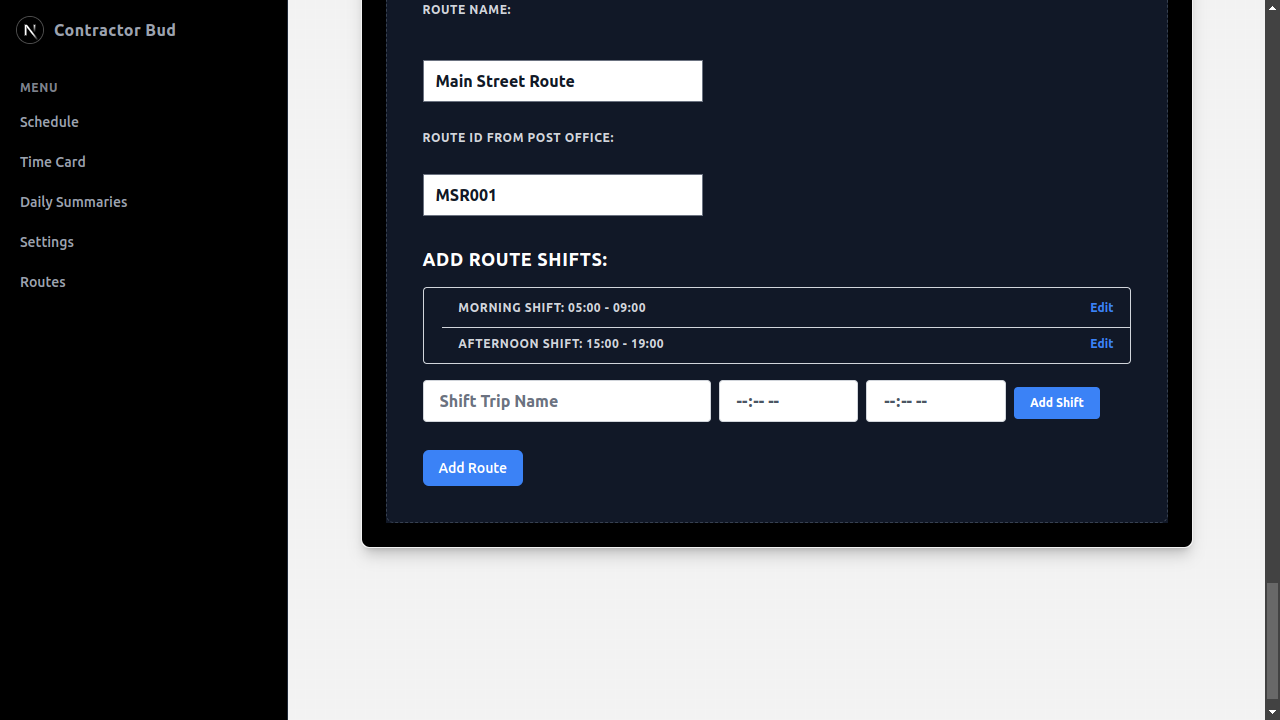 Contractor Bud
MENU
Schedule
Time Card
Daily Summaries
Settings
Routes
ROUTE NAME:
Main Street Route
ROUTE ID FROM POST OFFICE:
MSR001
ADD ROUTE SHIFTS:
MORNING SHIFT: 05:00 - 09:00 Edit
AFTERNOON SHIFT: 15:00 - 19:00 Edit
Shift Trip Name --:-- -- --:-- -- Add Shift
Add Route